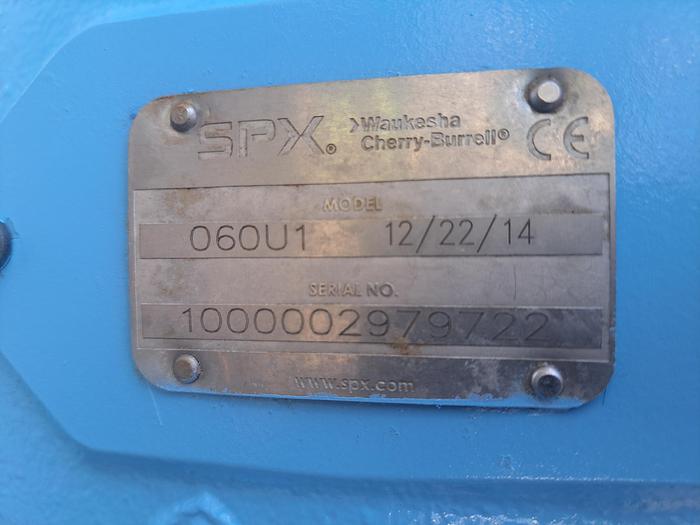 SPX® Waukesha
Cherry-Burrell® CE
MODEL
060U1 12/22/14
SERIAL NO.
1000002979722
www.spx.com